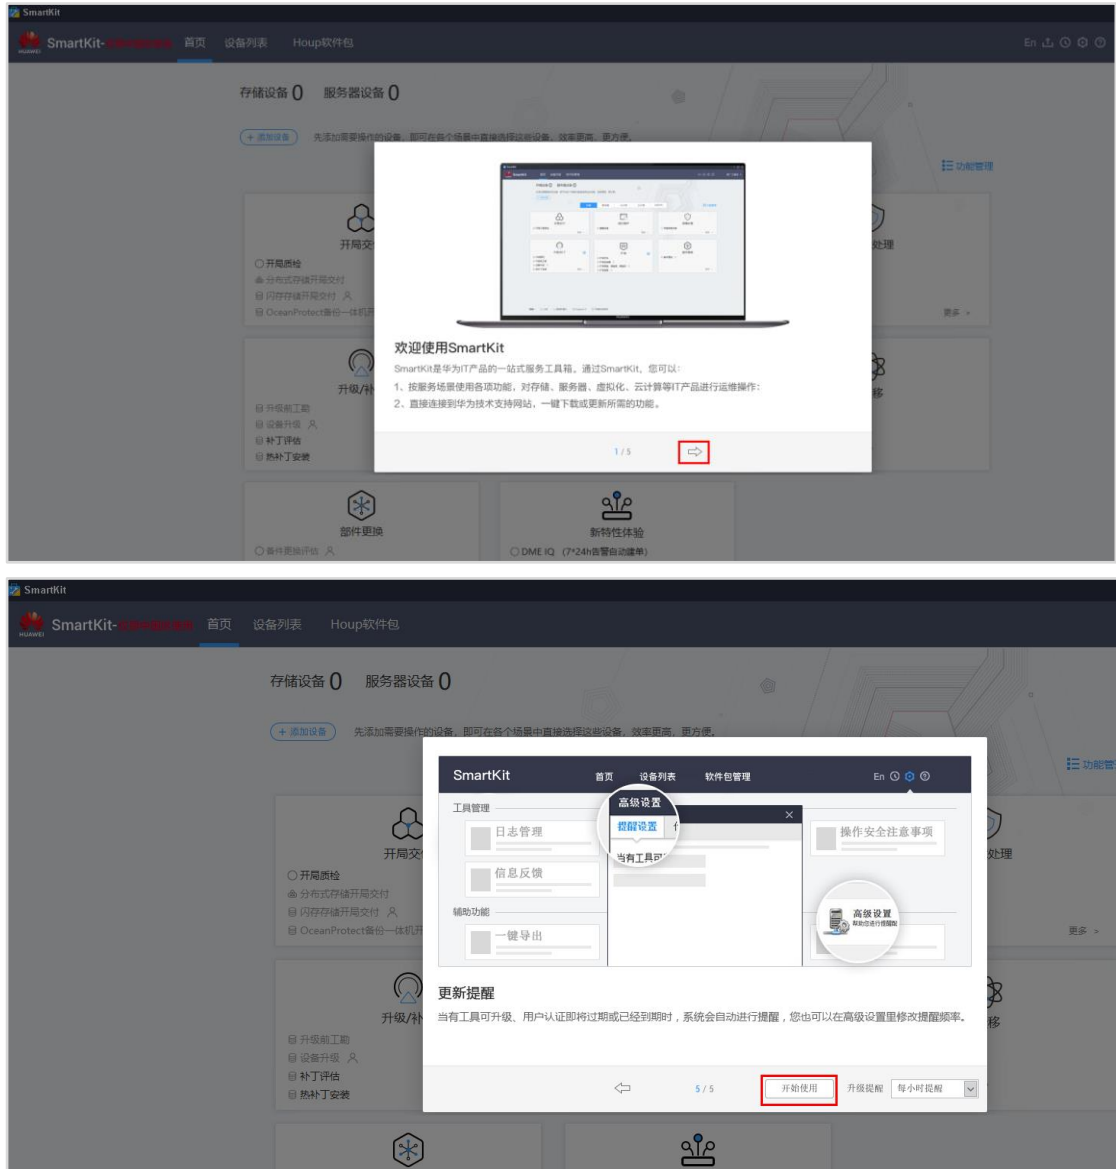 SmartKit
HUAWEI SmartKit- 首页 设备列表 Houp软件包 En
存储设备 0 服务器设备 0
+ 添加设备 先添加需要操作的设备，即可在各个场景中直接选择这些设备，效率更高，更方便。
功能管理
开局交 处理
开局质检
分布式存储开局交付
闪存存储开局交付
OceanProtect备份一体机开 更多 >
欢迎使用SmartKit
SmartKit是华为IT产品的一站式服务工具箱，通过SmartKit，您可以：
1、按服务场景使用各项功能，对存储、服务器、虚拟化、云计算等IT产品进行运维操作；
2、直接连接到华为技术支持网站，一键下载或更新所需的功能。
升级/补 移
升级前工勘
设备升级
补丁评估
热补丁安装
1 / 5
部件更换 新特性体验
备件更换评估 DME IQ （7*24h告警自动建单）
SmartKit
HUAWEI SmartKit- 首页 设备列表 Houp软件包
存储设备 0 服务器设备 0
+ 添加设备 先添加需要操作的设备，即可在各个场景中直接选择这些设备，效率更高，更方便。
功能管
SmartKit 首页 设备列表 软件包管理 En
工具管理 高级设置
日志管理 提醒设置 操作安全注意事项
当有工具可
信息反馈
辅助功能
高级设置
一键导出
开局交 处理
开局质检
分布式存储开局交付
闪存存储开局交付
OceanProtect备份一体机开 更多 >
更新提醒
当有工具可升级、用户认证即将过期或已经到期时，系统会自动进行提醒，您也可以在高级设置里修改提醒频率。
升级/补 移
升级前工勘
设备升级
补丁评估
热补丁安装
5 / 5 开始使用 升级提醒 每小时提醒